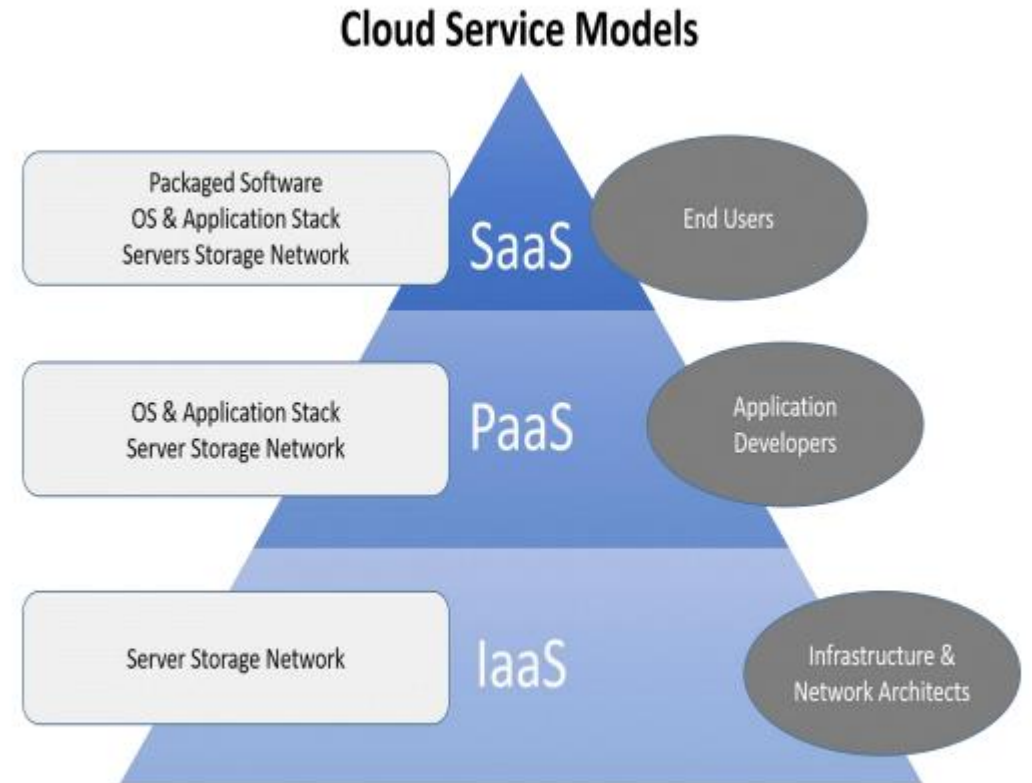 Cloud Service Models
Packaged Software
OS & Application Stack
Servers Storage Network
SaaS
End Users
OS & Application Stack
Server Storage Network
PaaS
Application
Developers
Server Storage Network
IaaS
Infrastructure &
Network Architects